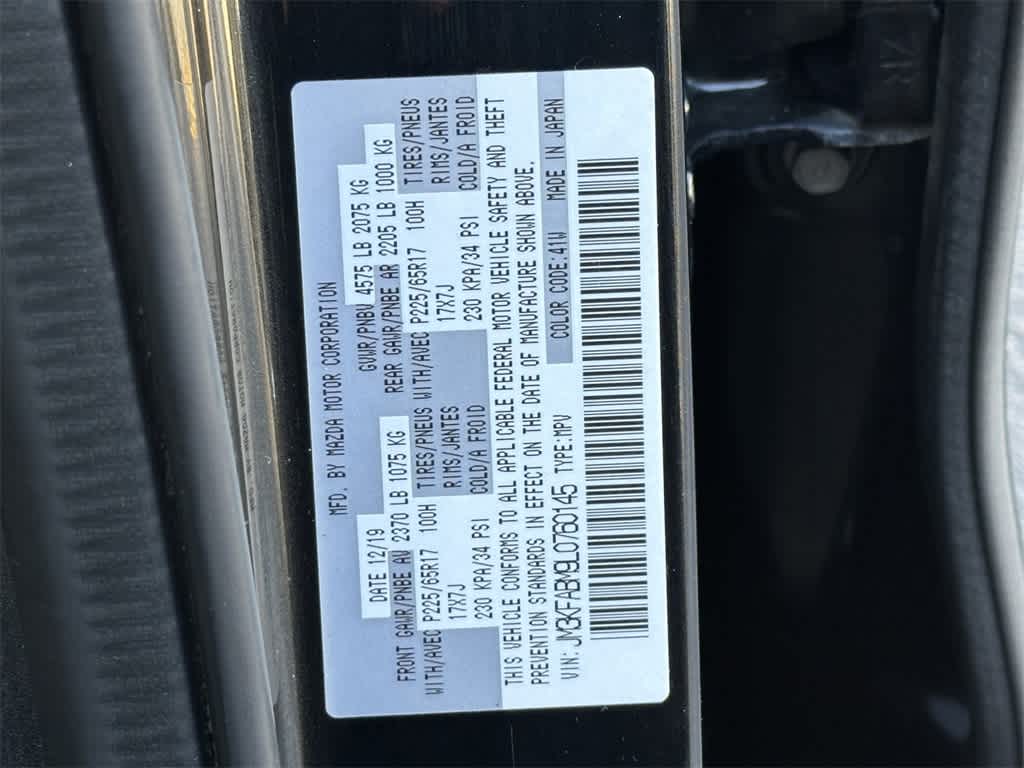 MFD. BY MAZDA MOTOR CORPORATION
DATE 12/19 GVWR/PNBV 4575 LB 2075 KG
FRONT GAWR/PNBE AV 2370 LB 1075 KG REAR GAWR/PNBE AR 2205 LB 1000 KG
WITH/AVEC P225/65R17 100H TIRES/PNEUS WITH/AVEC P225/65R17 100H TIRES/PNEUS
17X7J RIMS/JANTES 17X7J RIMS/JANTES
230 KPA/34 PSI COLD/A FROID 230 KPA/34 PSI COLD/A FROID
THIS VEHICLE CONFORMS TO ALL APPLICABLE FEDERAL MOTOR VEHICLE SAFETY AND THEFT
PREVENTION STANDARDS IN EFFECT ON THE DATE OF MANUFACTURE SHOWN ABOVE.
VIN: JM3KFABM9L0760145 TYPE:MPV COLOR CODE:41W MADE IN JAPAN